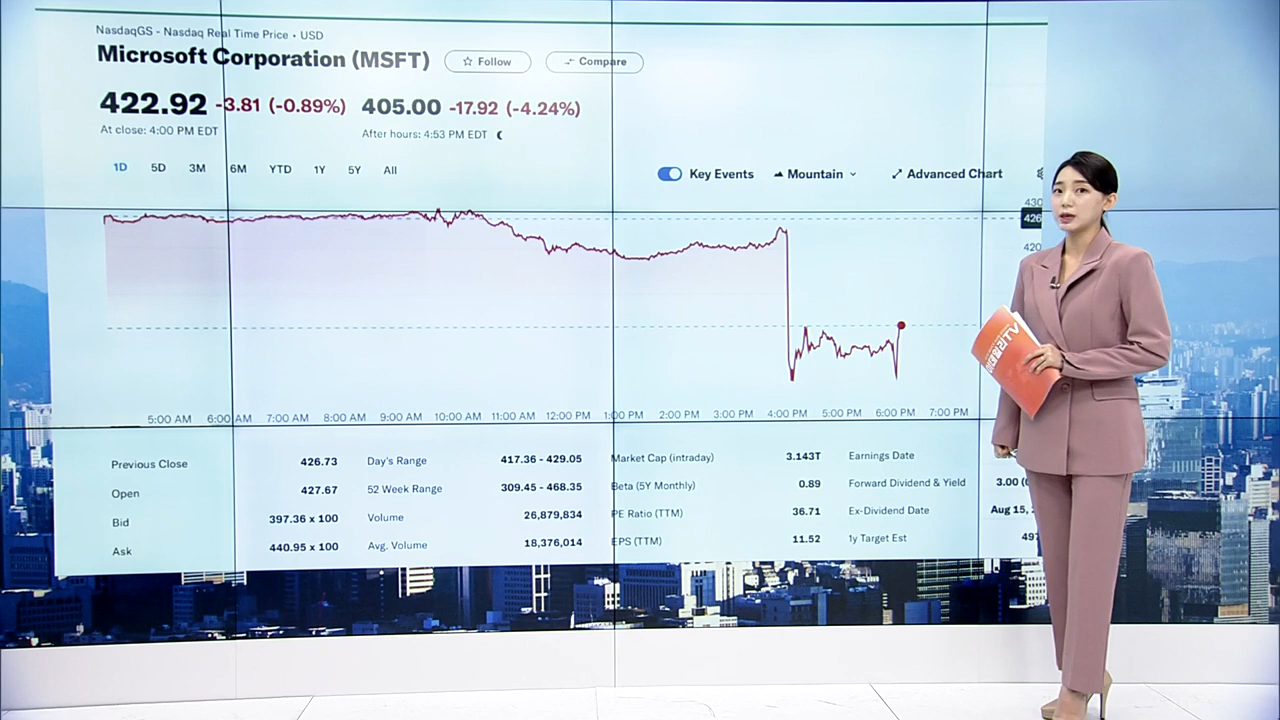 NasdaqGS - Nasdaq Real Time Price • USD
Microsoft Corporation (MSFT) Follow Compare
422.92 -3.81 (-0.89%) 405.00 -17.92 (-4.24%)
At close: 4:00 PM EDT After hours: 4:53 PM EDT
1D 5D 3M 6M YTD 1Y 5Y All Key Events Mountain Advanced Chart
430
426
420
5:00 AM 6:00 AM 7:00 AM 8:00 AM 9:00 AM 10:00 AM 11:00 AM 12:00 PM 1:00 PM 2:00 PM 3:00 PM 4:00 PM 5:00 PM 6:00 PM 7:00 PM
Previous Close 426.73 Day's Range 417.36 - 429.05 Market Cap (intraday) 3.143T Earnings Date
Open 427.67 52 Week Range 309.45 - 468.35 Beta (5Y Monthly) 0.89 Forward Dividend & Yield 3.00
Bid 397.36 x 100 Volume 26,879,834 PE Ratio (TTM) 36.71 Ex-Dividend Date Aug 15,
Ask 440.95 x 100 Avg. Volume 18,376,014 EPS (TTM) 11.52 1y Target Est 497
이데일리TV